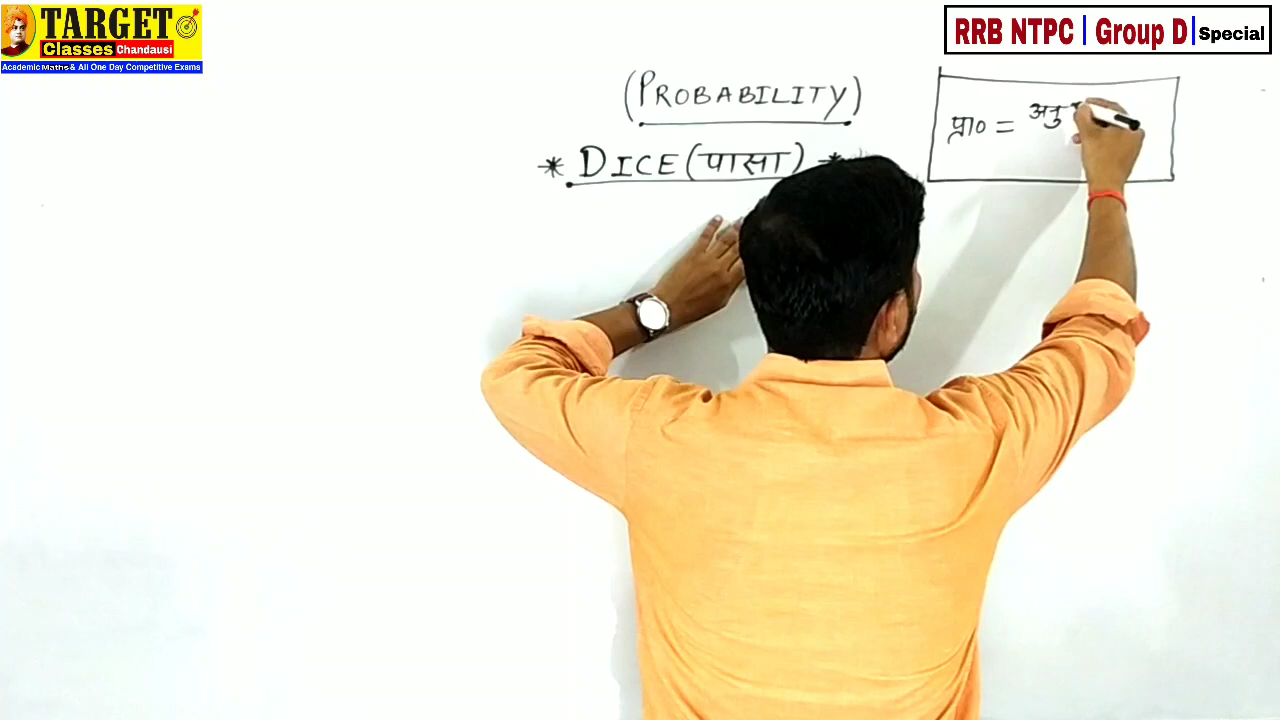 TARGET
Classes Chandausi
Academic Maths & All One Day Competitive Exams
RRB NTPC | Group D | Special
(PROBABILITY)
* DICE (पासा) *
प्रा० = अनु